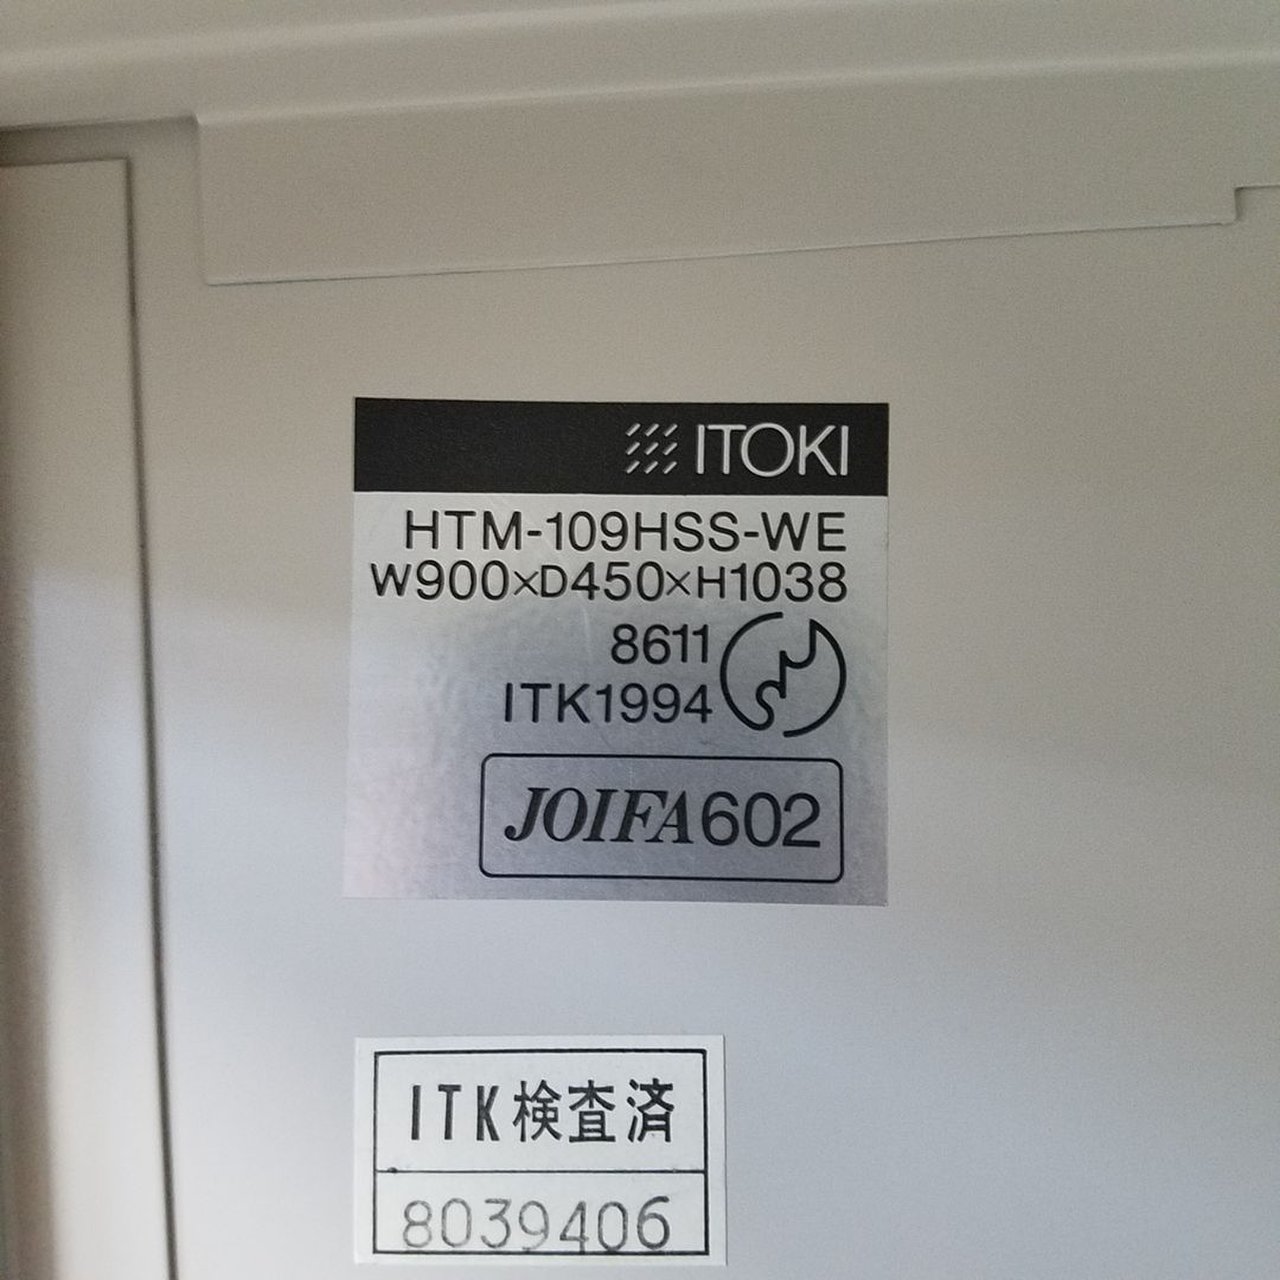 ITOKI
HTM-109HSS-WE
W900×D450×H1038
8611
ITK1994
JOIFA602
ITK検査済
8039406